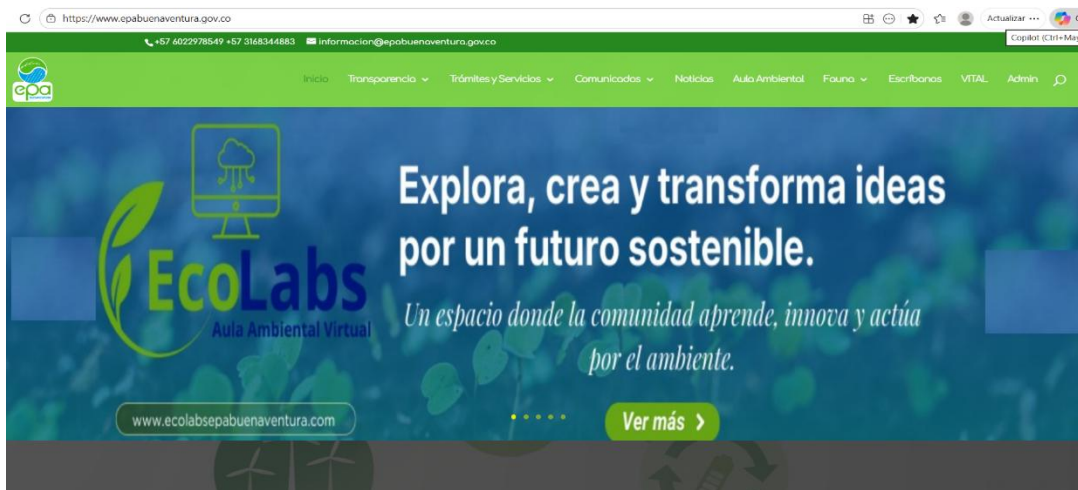 https://www.epabuenaventura.gov.co
Actualizar ···
Copilot (Ctrl+May
+57 6022978549 +57 3168344883 informacion@epabuenaventura.gov.co
epa
Inicio Transparencia Trámites y Servicios Comunicados Noticias Aula Ambiental Fauna Escríbanos VITAL Admin
Explora, crea y transforma ideas
por un futuro sostenible.
EcoLabs
Aula Ambiental Virtual
Un espacio donde la comunidad aprende, innova y actúa
por el ambiente.
www.ecolabsepabuenaventura.com
Ver más >